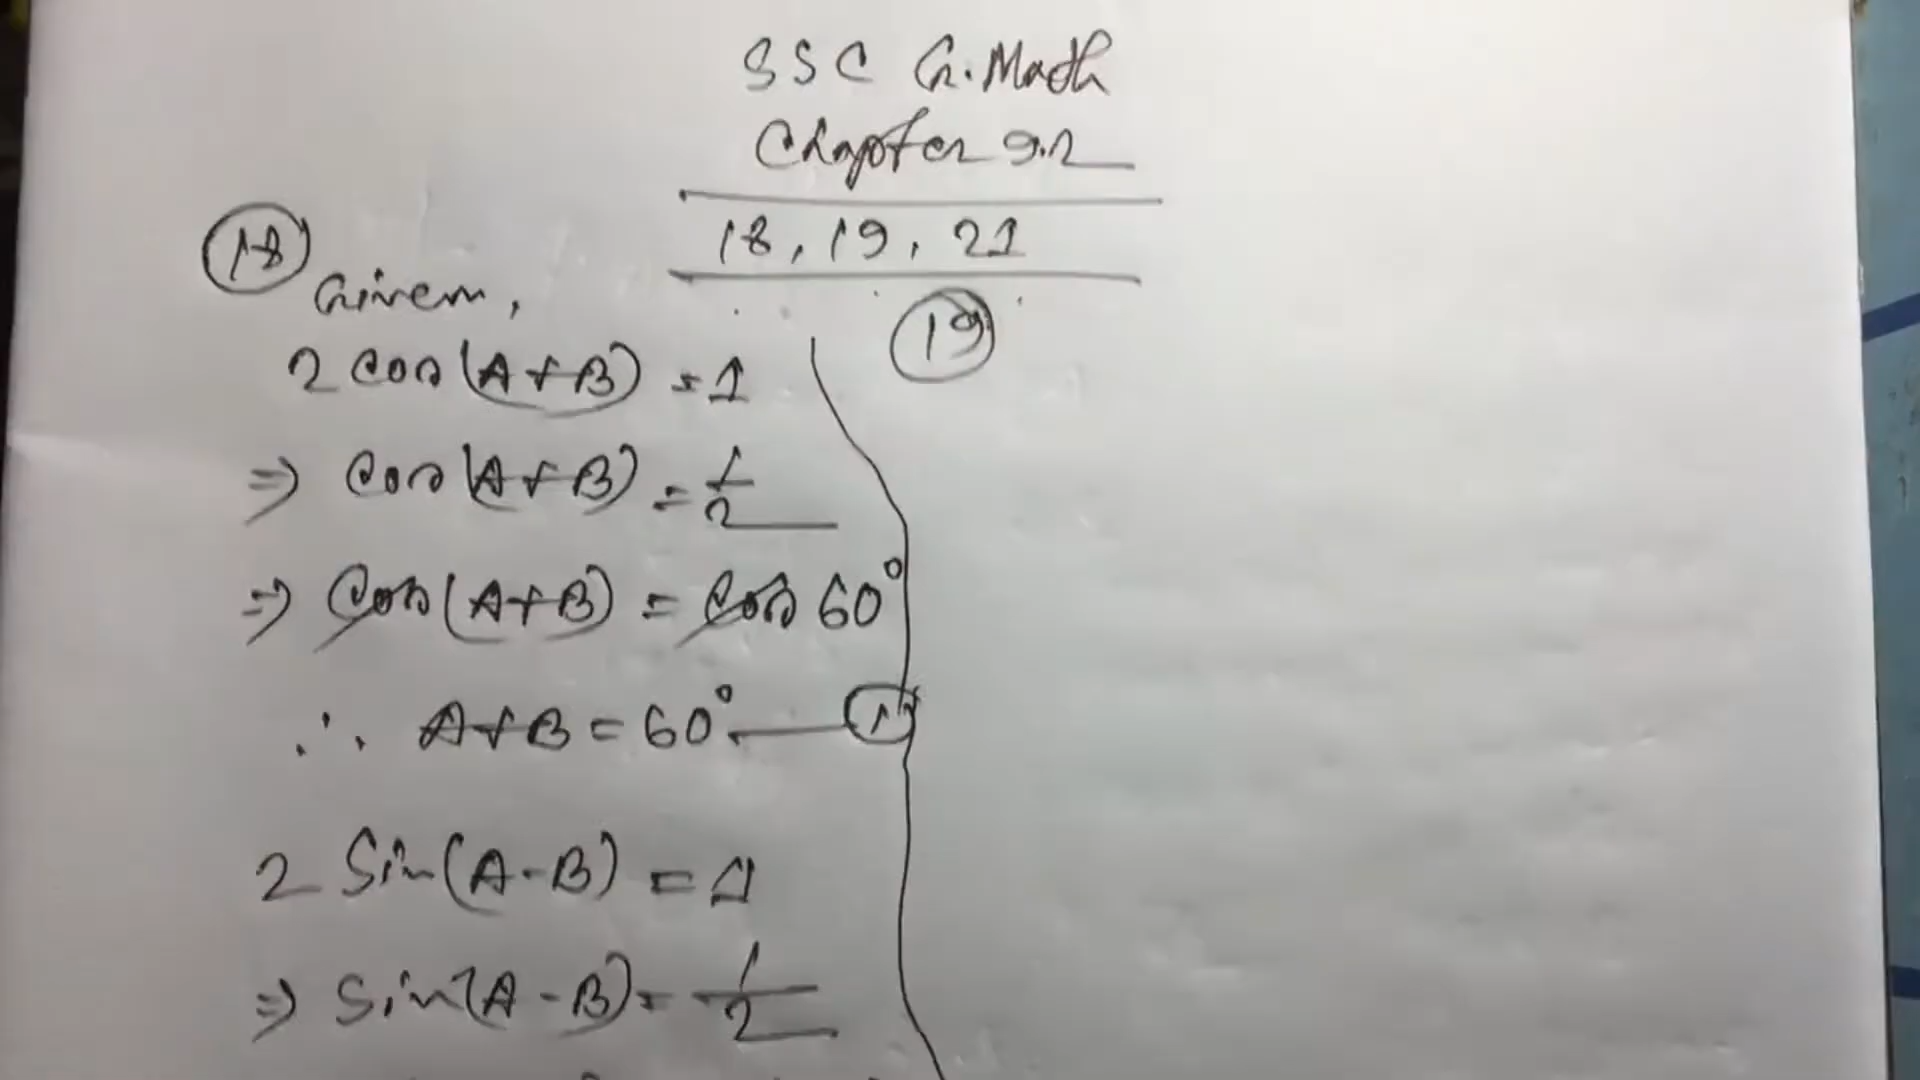 SSC G.Math
Chapter 9.2
18, 19, 21
18
Given,
2 cos(A+B) = 1
⇒ cos(A+B) = 1/2
⇒ cos(A+B) = cos 60°
∴ A+B = 60° — 1
2 Sin(A-B) = 1
⇒ Sin(A-B) = 1/2
19